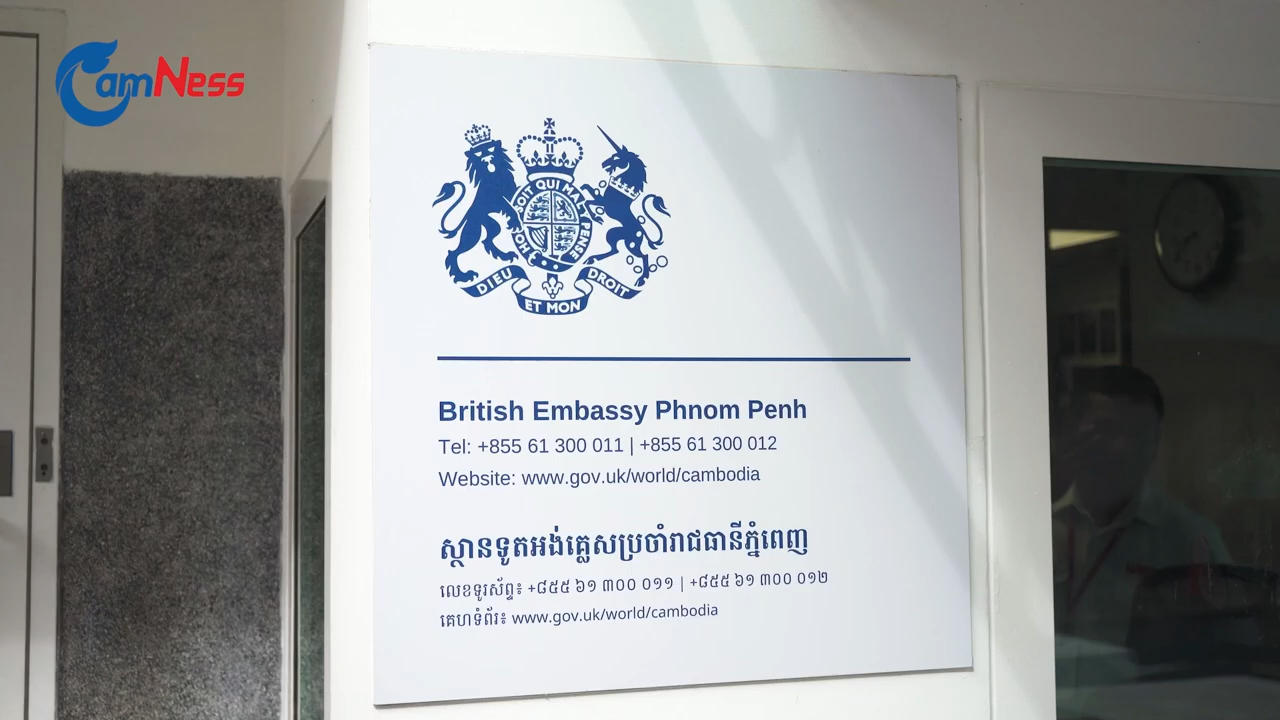 CamNess
HONI SOIT QUI MAL Y PENSE
DIEU ET MON DROIT
British Embassy Phnom Penh
Tel: +855 61 300 011 | +855 61 300 012
Website: www.gov.uk/world/cambodia
ស្ថានទូតអង់គ្លេសប្រចាំរាជធានីភ្នំពេញ
លេខទូរស័ព្ទ៖ +៨៥៥ ៦១ ៣០០ ០១១ | +៨៥៥ ៦១ ៣០០ ០១២
គេហទំព័រ៖ www.gov.uk/world/cambodia